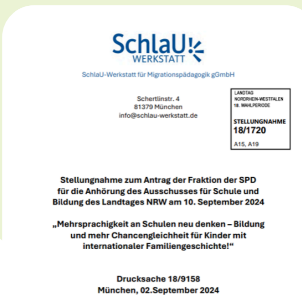 SchlaU
WERKSTATT
SchlaU-Werkstatt für Migrationspädagogik gGmbH
Schertlinstr. 4
81379 München
info@schlau-werkstatt.de
LANDTAG
NORDRHEIN-WESTFALEN
18. WAHLPERIODE
STELLUNGNAHME
18/1720
A15, A19
Stellungnahme zum Antrag der Fraktion der SPD
für die Anhörung des Ausschusses für Schule und
Bildung des Landtages NRW am 10. September 2024
„Mehrsprachigkeit an Schulen neu denken – Bildung
und mehr Chancengleichheit für Kinder mit
internationaler Familiengeschichte!“
Drucksache 18/9158
München, 02.September 2024